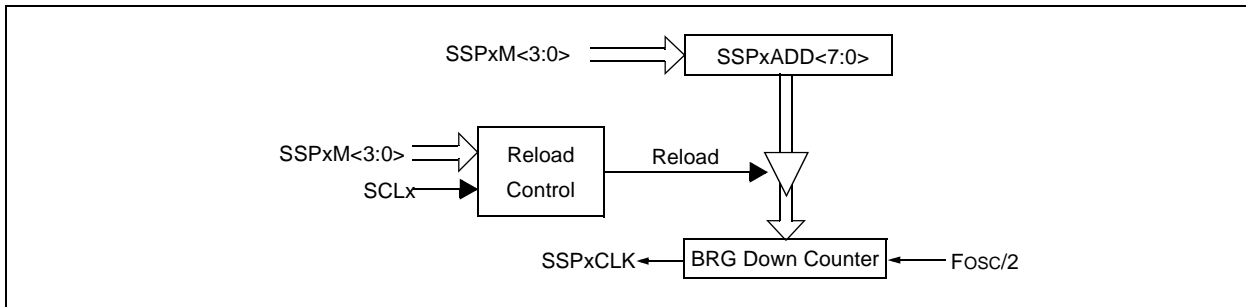 SSPxM<3:0>
SSPxADD<7:0>
SSPxM<3:0>
Reload
Control
Reload
SCLx
SSPxCLK
BRG Down Counter
FOSC/2